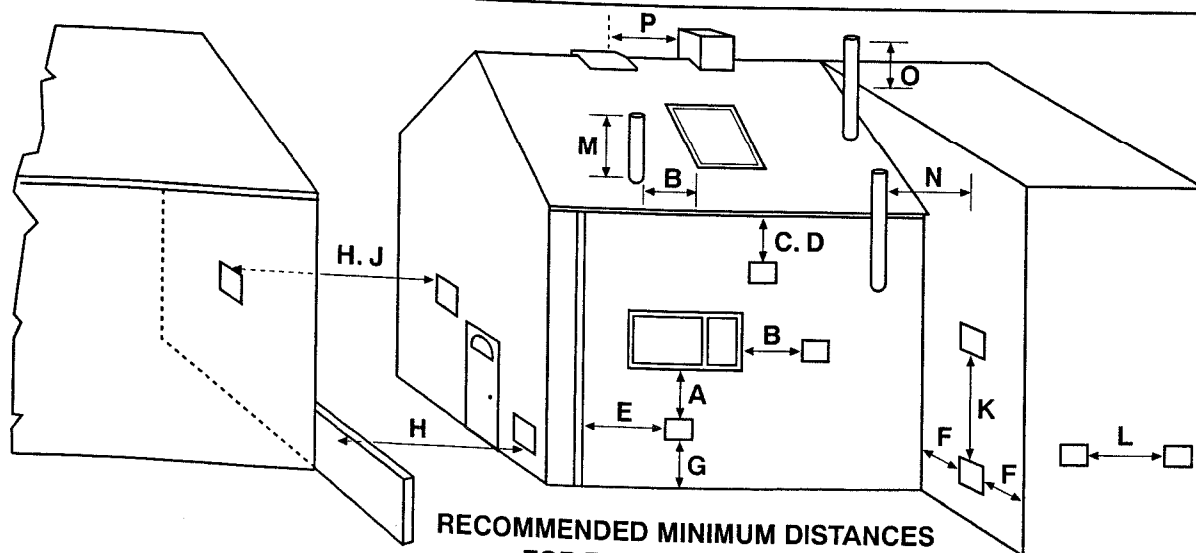 P
O
M
B
N
C. D
H. J
B
A
E
K
H
F
L
G
F
RECOMMENDED MINIMUM DISTANCES